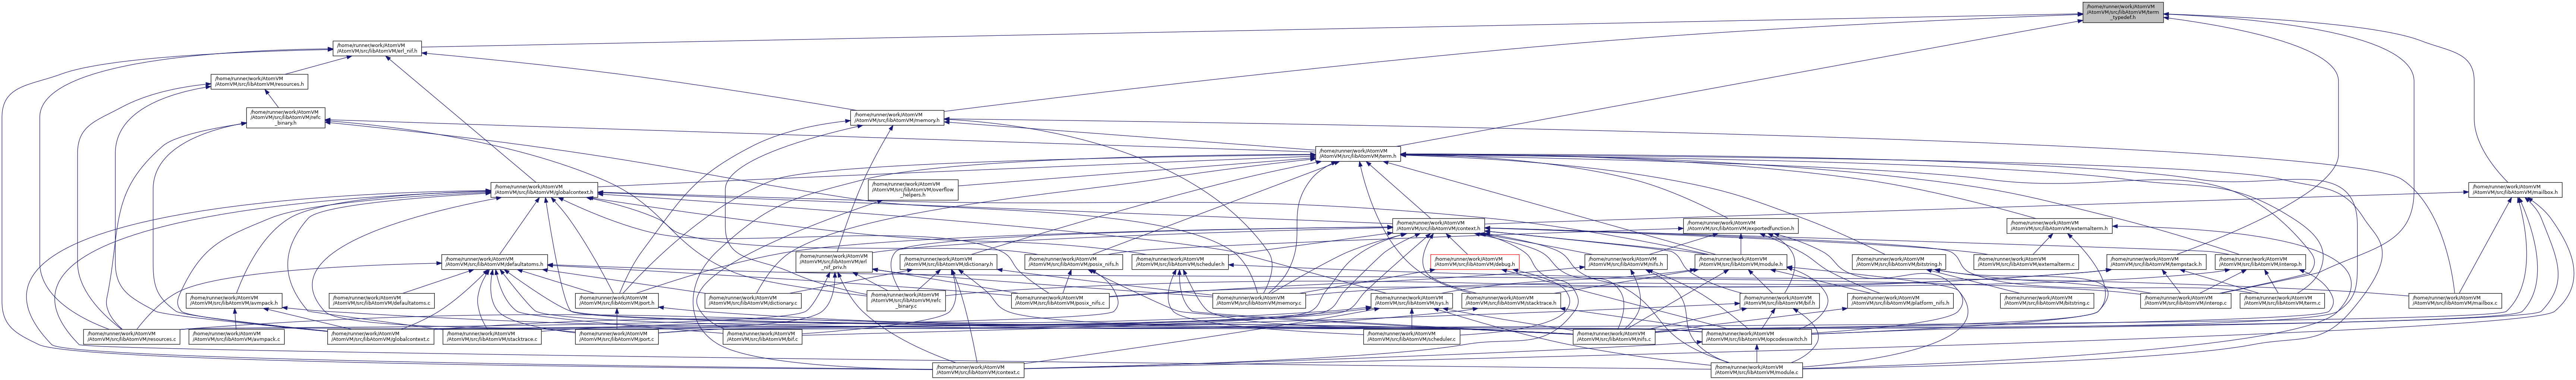 /home/runner/work/AtomVM
/AtomVM/src/libAtomVM/term
_typedef.h
/home/runner/work/AtomVM
/AtomVM/src/libAtomVM/erl_nif.h
/home/runner/work/AtomVM
/AtomVM/src/libAtomVM/resources.h
/home/runner/work/AtomVM
/AtomVM/src/libAtomVM/refc
_binary.h
/home/runner/work/AtomVM
/AtomVM/src/libAtomVM/memory.h
/home/runner/work/AtomVM
/AtomVM/src/libAtomVM/term.h
/home/runner/work/AtomVM
/AtomVM/src/libAtomVM/globalcontext.h
/home/runner/work/AtomVM
/AtomVM/src/libAtomVM/overflow
_helpers.h
/home/runner/work/AtomVM
/AtomVM/src/libAtomVM/mailbox.h
/home/runner/work/AtomVM
/AtomVM/src/libAtomVM/context.h
/home/runner/work/AtomVM
/AtomVM/src/libAtomVM/exportedfunction.h
/home/runner/work/AtomVM
/AtomVM/src/libAtomVM/externalterm.h
/home/runner/work/AtomVM
/AtomVM/src/libAtomVM/defaultatoms.h
/home/runner/work/AtomVM
/AtomVM/src/libAtomVM/erl
_nif_priv.h
/home/runner/work/AtomVM
/AtomVM/src/libAtomVM/dictionary.h
/home/runner/work/AtomVM
/AtomVM/src/libAtomVM/posix_nifs.h
/home/runner/work/AtomVM
/AtomVM/src/libAtomVM/scheduler.h
/home/runner/work/AtomVM
/AtomVM/src/libAtomVM/debug.h
/home/runner/work/AtomVM
/AtomVM/src/libAtomVM/nifs.h
/home/runner/work/AtomVM
/AtomVM/src/libAtomVM/module.h
/home/runner/work/AtomVM
/AtomVM/src/libAtomVM/bitstring.h
/home/runner/work/AtomVM
/AtomVM/src/libAtomVM/externalterm.c
/home/runner/work/AtomVM
/AtomVM/src/libAtomVM/tempstack.h
/home/runner/work/AtomVM
/AtomVM/src/libAtomVM/interop.h
/home/runner/work/AtomVM
/AtomVM/src/libAtomVM/avmpack.h
/home/runner/work/AtomVM
/AtomVM/src/libAtomVM/defaultatoms.c
/home/runner/work/AtomVM
/AtomVM/src/libAtomVM/port.h
/home/runner/work/AtomVM
/AtomVM/src/libAtomVM/dictionary.c
/home/runner/work/AtomVM
/AtomVM/src/libAtomVM/refc
_binary.c
/home/runner/work/AtomVM
/AtomVM/src/libAtomVM/posix_nifs.c
/home/runner/work/AtomVM
/AtomVM/src/libAtomVM/memory.c
/home/runner/work/AtomVM
/AtomVM/src/libAtomVM/sys.h
/home/runner/work/AtomVM
/AtomVM/src/libAtomVM/stacktrace.h
/home/runner/work/AtomVM
/AtomVM/src/libAtomVM/bif.h
/home/runner/work/AtomVM
/AtomVM/src/libAtomVM/platform_nifs.h
/home/runner/work/AtomVM
/AtomVM/src/libAtomVM/bitstring.c
/home/runner/work/AtomVM
/AtomVM/src/libAtomVM/interop.c
/home/runner/work/AtomVM
/AtomVM/src/libAtomVM/term.c
/home/runner/work/AtomVM
/AtomVM/src/libAtomVM/mailbox.c
/home/runner/work/AtomVM
/AtomVM/src/libAtomVM/resources.c
/home/runner/work/AtomVM
/AtomVM/src/libAtomVM/avmpack.c
/home/runner/work/AtomVM
/AtomVM/src/libAtomVM/globalcontext.c
/home/runner/work/AtomVM
/AtomVM/src/libAtomVM/stacktrace.c
/home/runner/work/AtomVM
/AtomVM/src/libAtomVM/port.c
/home/runner/work/AtomVM
/AtomVM/src/libAtomVM/bif.c
/home/runner/work/AtomVM
/AtomVM/src/libAtomVM/scheduler.c
/home/runner/work/AtomVM
/AtomVM/src/libAtomVM/nifs.c
/home/runner/work/AtomVM
/AtomVM/src/libAtomVM/opcodesswitch.h
/home/runner/work/AtomVM
/AtomVM/src/libAtomVM/context.c
/home/runner/work/AtomVM
/AtomVM/src/libAtomVM/module.c